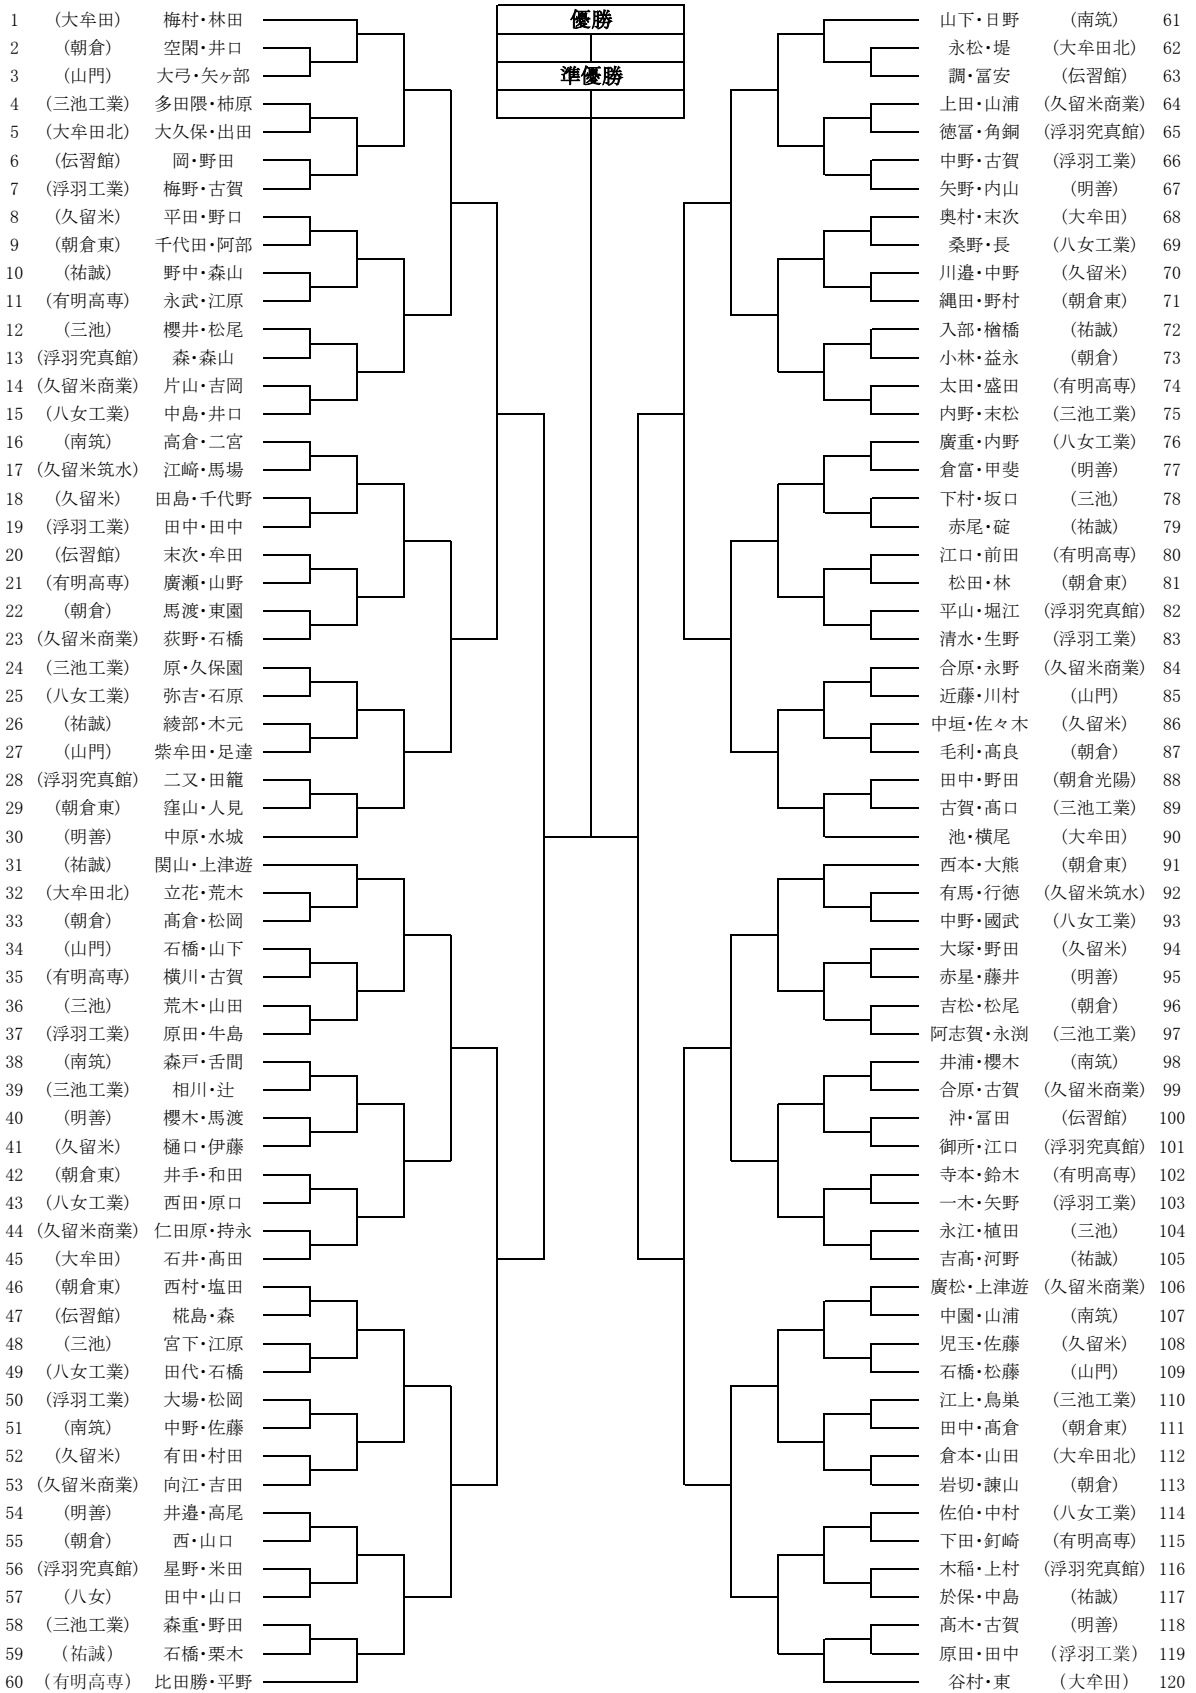 優勝
準優勝
1 (大牟田) 梅村・林田
2 (朝倉) 空閑・井口
3 (山門) 大弓・矢ヶ部
4 (三池工業) 多田隈・柿原
5 (大牟田北) 大久保・出田
6 (伝習館) 岡・野田
7 (浮羽工業) 梅野・古賀
8 (久留米) 平田・野口
9 (朝倉東) 千代田・阿部
10 (祐誠) 野中・森山
11 (有明高専) 永武・江原
12 (三池) 櫻井・松尾
13 (浮羽究真館) 森・森山
14 (久留米商業) 片山・吉岡
15 (八女工業) 中島・井口
16 (南筑) 高倉・二宮
17 (久留米筑水) 江﨑・馬場
18 (久留米) 田島・千代野
19 (浮羽工業) 田中・田中
20 (伝習館) 末次・牟田
21 (有明高専) 廣瀬・山野
22 (朝倉) 馬渡・東園
23 (久留米商業) 荻野・石橋
24 (三池工業) 原・久保園
25 (八女工業) 弥吉・石原
26 (祐誠) 綾部・木元
27 (山門) 紫牟田・足達
28 (浮羽究真館) 二又・田籠
29 (朝倉東) 窪山・人見
30 (明善) 中原・水城
31 (祐誠) 関山・上津遊
32 (大牟田北) 立花・荒木
33 (朝倉) 髙倉・松岡
34 (山門) 石橋・山下
35 (有明高専) 横川・古賀
36 (三池) 荒木・山田
37 (浮羽工業) 原田・牛島
38 (南筑) 森戸・舌間
39 (三池工業) 相川・辻
40 (明善) 櫻木・馬渡
41 (久留米) 樋口・伊藤
42 (朝倉東) 井手・和田
43 (八女工業) 西田・原口
44 (久留米商業) 仁田原・持永
45 (大牟田) 石井・髙田
46 (朝倉東) 西村・塩田
47 (伝習館) 椛島・森
48 (三池) 宮下・江原
49 (八女工業) 田代・石橋
50 (浮羽工業) 大場・松岡
51 (南筑) 中野・佐藤
52 (久留米) 有田・村田
53 (久留米商業) 向江・吉田
54 (明善) 井邉・高尾
55 (朝倉) 西・山口
56 (浮羽究真館) 星野・米田
57 (八女) 田中・山口
58 (三池工業) 森重・野田
59 (祐誠) 石橋・栗木
60 (有明高専) 比田勝・平野
山下・日野 (南筑) 61
永松・堤 (大牟田北) 62
調・冨安 (伝習館) 63
上田・山浦 (久留米商業) 64
徳冨・角銅 (浮羽究真館) 65
中野・古賀 (浮羽工業) 66
矢野・内山 (明善) 67
奥村・末次 (大牟田) 68
桑野・長 (八女工業) 69
川邉・中野 (久留米) 70
縄田・野村 (朝倉東) 71
入部・楢橋 (祐誠) 72
小林・益永 (朝倉) 73
太田・盛田 (有明高専) 74
内野・末松 (三池工業) 75
廣重・内野 (八女工業) 76
倉富・甲斐 (明善) 77
下村・坂口 (三池) 78
赤尾・碇 (祐誠) 79
江口・前田 (有明高専) 80
松田・林 (朝倉東) 81
平山・堀江 (浮羽究真館) 82
清水・生野 (浮羽工業) 83
合原・永野 (久留米商業) 84
近藤・川村 (山門) 85
中垣・佐々木 (久留米) 86
毛利・髙良 (朝倉) 87
田中・野田 (朝倉光陽) 88
古賀・髙口 (三池工業) 89
池・横尾 (大牟田) 90
西本・大熊 (朝倉東) 91
有馬・行徳 (久留米筑水) 92
中野・國武 (八女工業) 93
大塚・野田 (久留米) 94
赤星・藤井 (明善) 95
吉松・松尾 (朝倉) 96
阿志賀・永渕 (三池工業) 97
井浦・櫻木 (南筑) 98
合原・古賀 (久留米商業) 99
沖・冨田 (伝習館) 100
御所・江口 (浮羽究真館) 101
寺本・鈴木 (有明高専) 102
一木・矢野 (浮羽工業) 103
永江・植田 (三池) 104
吉髙・河野 (祐誠) 105
廣松・上津遊 (久留米商業) 106
中園・山浦 (南筑) 107
児玉・佐藤 (久留米) 108
石橋・松藤 (山門) 109
江上・鳥巣 (三池工業) 110
田中・髙倉 (朝倉東) 111
倉本・山田 (大牟田北) 112
岩切・諫山 (朝倉) 113
佐伯・中村 (八女工業) 114
下田・釘崎 (有明高専) 115
木稲・上村 (浮羽究真館) 116
於保・中島 (祐誠) 117
髙木・古賀 (明善) 118
原田・田中 (浮羽工業) 119
谷村・東 (大牟田) 120